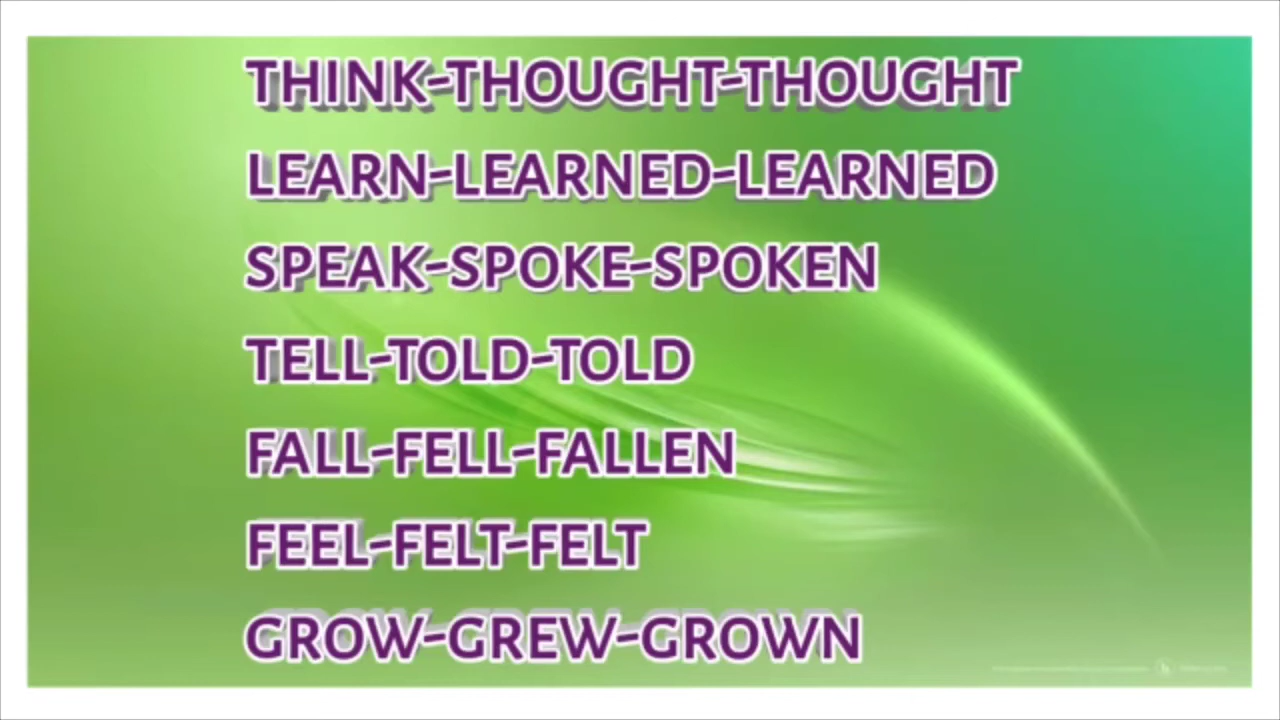 THINK-THOUGHT-THOUGHT
LEARN-LEARNED-LEARNED
SPEAK-SPOKE-SPOKEN
TELL-TOLD-TOLD
FALL-FELL-FALLEN
FEEL-FELT-FELT
GROW-GREW-GROWN